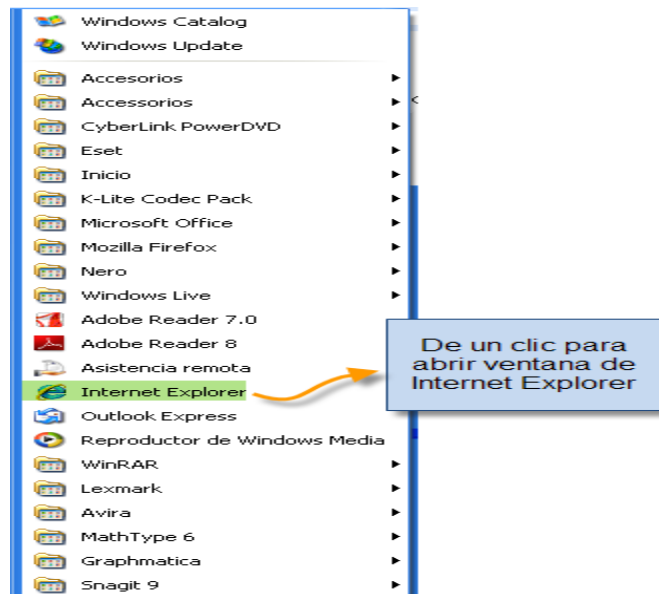 Windows Catalog
Windows Update
Accesorios
Accessorios
CyberLink PowerDVD
Eset
Inicio
K-Lite Codec Pack
Microsoft Office
Mozilla Firefox
Nero
Windows Live
Adobe Reader 7.0
Adobe Reader 8
Asistencia remota
Internet Explorer
Outlook Express
Reproductor de Windows Media
WinRAR
Lexmark
Avira
MathType 6
Graphmatica
Snagit 9
De un clic para
abrir ventana de
Internet Explorer